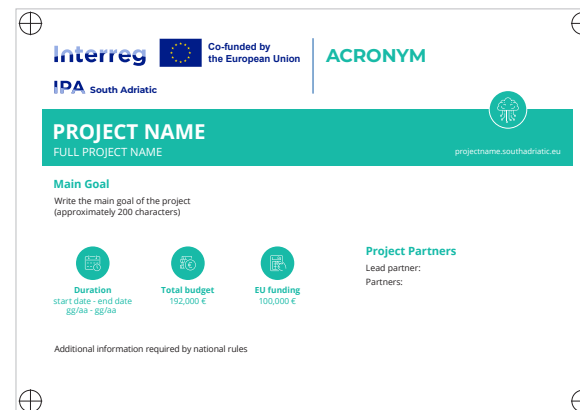 Interreg
Co-funded by
the European Union
ACRONYM
IPA South Adriatic
PROJECT NAME
FULL PROJECT NAME
projectname.southadriatic.eu
Main Goal
Write the main goal of the project
(approximately 200 characters)
Duration
start date - end date
gg/aa - gg/aa
Total budget
192,000 €
EU funding
100,000 €
Project Partners
Lead partner:
Partners:
Additional information required by national rules